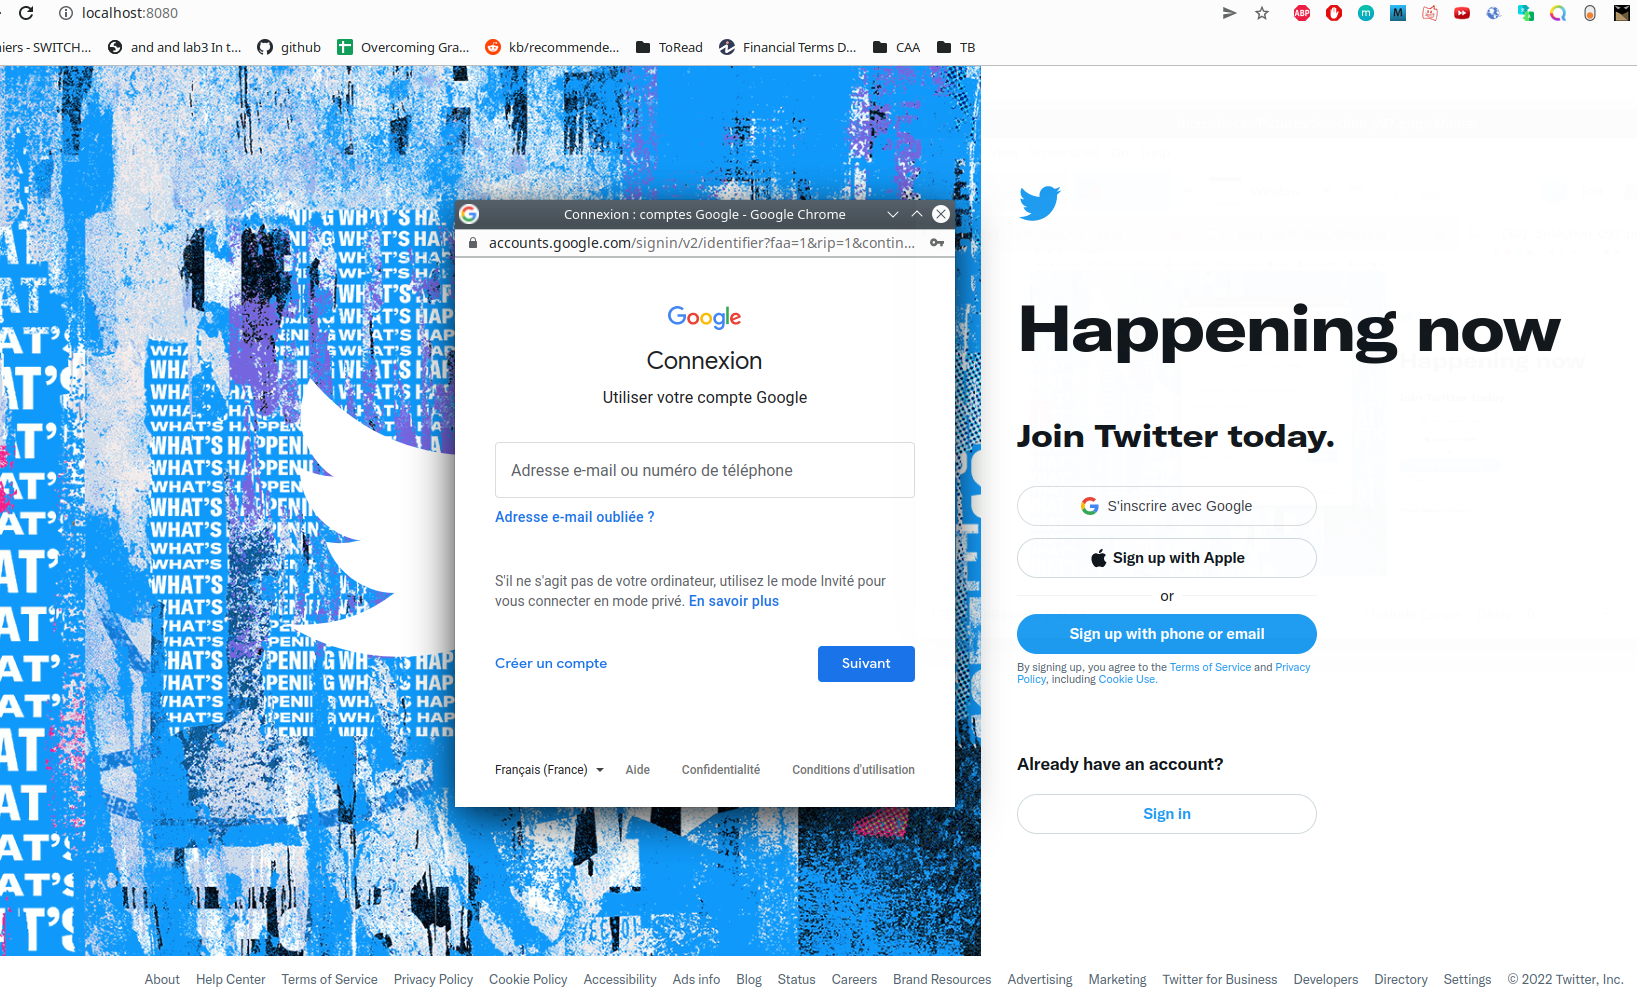 localhost:8080
iers - SWITCH...
and and lab3 In t...
github
Overcoming Gra...
kb/recommende...
ToRead
Financial Terms D...
CAA
TB
ABP
m
M
WHAT'S HAPPENING
Connexion : comptes Google - Google Chrome
accounts.google.com/signin/v2/identifier?faa=1&rip=1&contin...
Google
Connexion
Utiliser votre compte Google
Adresse e-mail ou numéro de téléphone
Adresse e-mail oubliée ?
S'il ne s'agit pas de votre ordinateur, utilisez le mode Invité pour
vous connecter en mode privé. En savoir plus
Créer un compte
Suivant
Français (France)
Aide
Confidentialité
Conditions d'utilisation
Happening now
Join Twitter today.
S'inscrire avec Google
Sign up with Apple
or
Sign up with phone or email
By signing up, you agree to the Terms of Service and Privacy
Policy, including Cookie Use.
Already have an account?
Sign in
About Help Center Terms of Service Privacy Policy Cookie Policy Accessibility Ads info Blog Status Careers Brand Resources Advertising Marketing Twitter for Business Developers Directory Settings © 2022 Twitter, Inc.